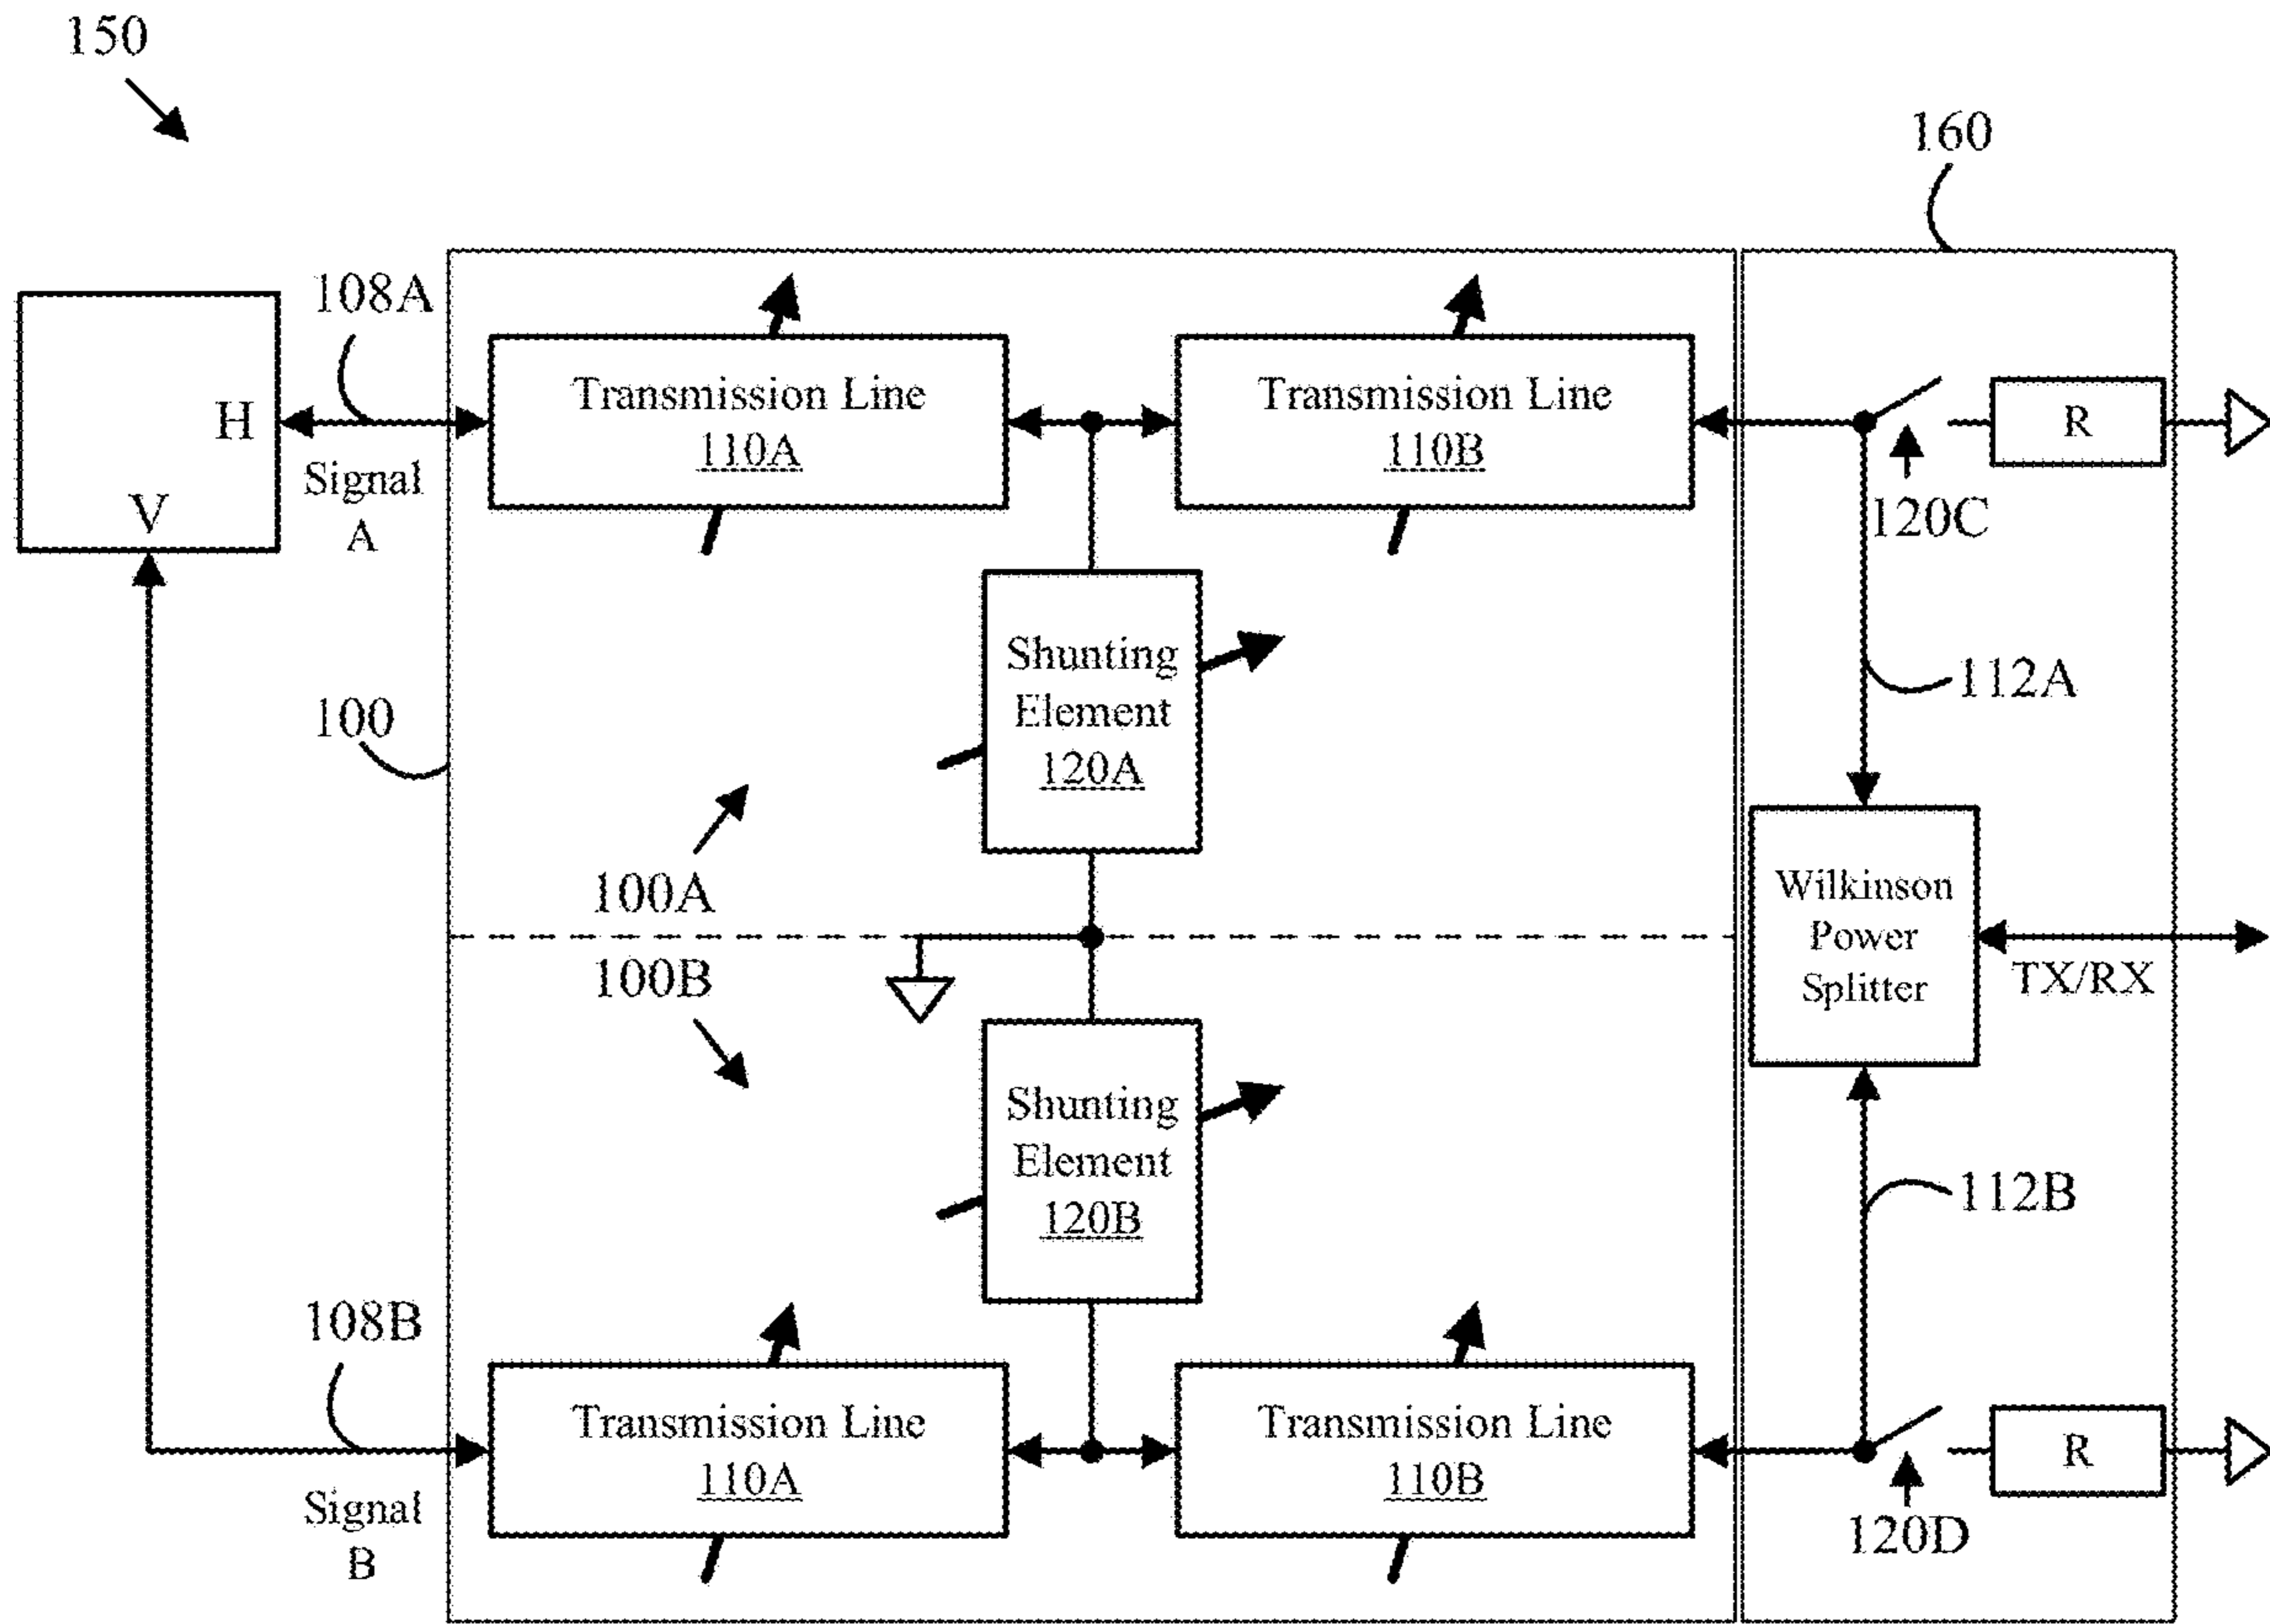 150
160
108A
H
V
Signal
A
Transmission Line
110A
Transmission Line
110B
R
120C
112A
100
Shunting
Element
120A
100A
100B
Wilkinson
Power
Splitter
TX/RX
Shunting
Element
120B
112B
108B
Signal
B
Transmission Line
110A
Transmission Line
110B
R
120D